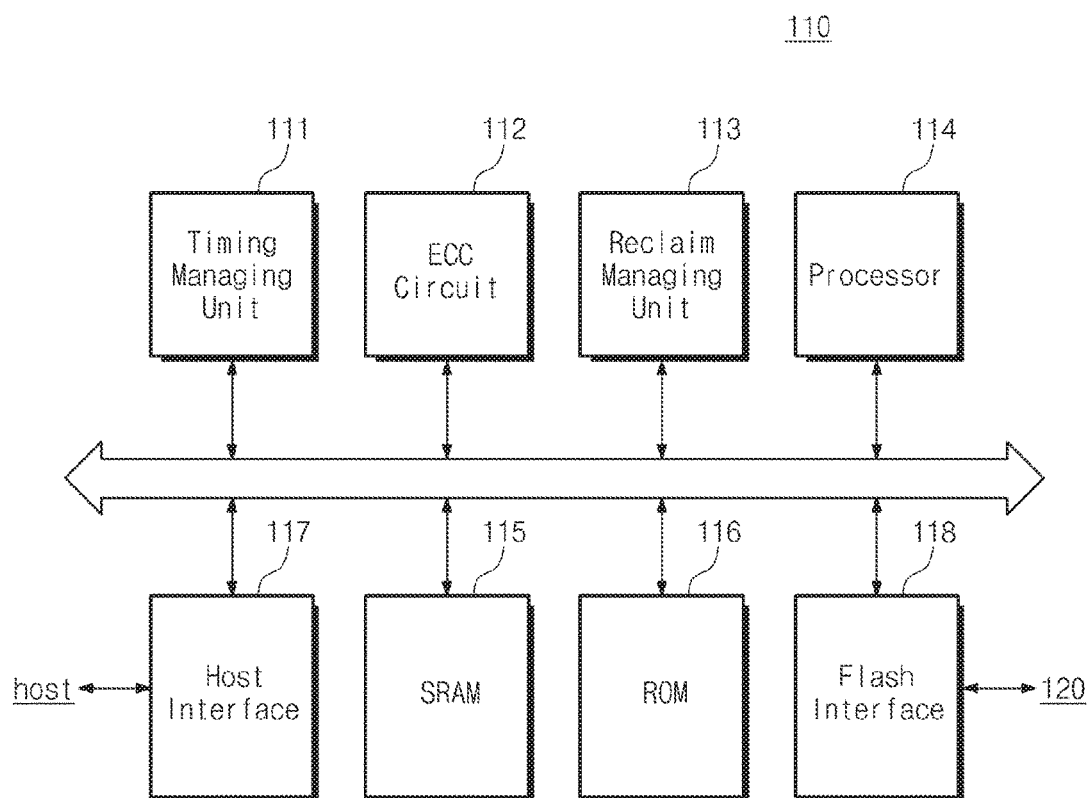 110
111
112
113
114
Timing
Managing
Unit
ECC
Circuit
Reclaim
Managing
Unit
Processor
117
115
116
118
host
Host
Interface
SRAM
ROM
Flash
Interface
120